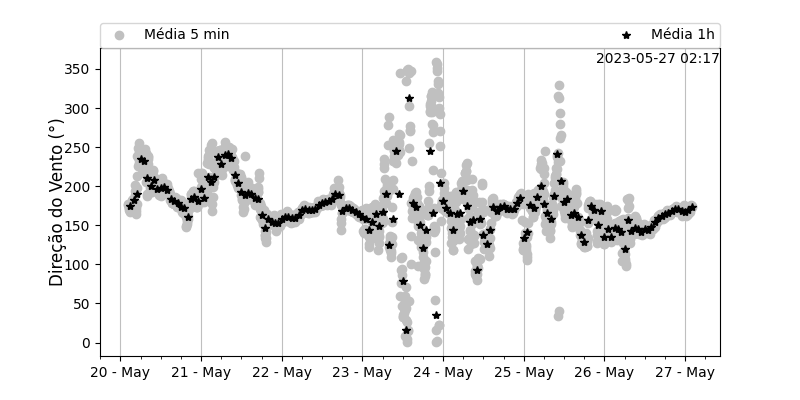 Média 5 min
Média 1h
2023-05-27 02:17
Direção do Vento (°)
350
300
250
200
150
100
50
0
20 - May
21 - May
22 - May
23 - May
24 - May
25 - May
26 - May
27 - May